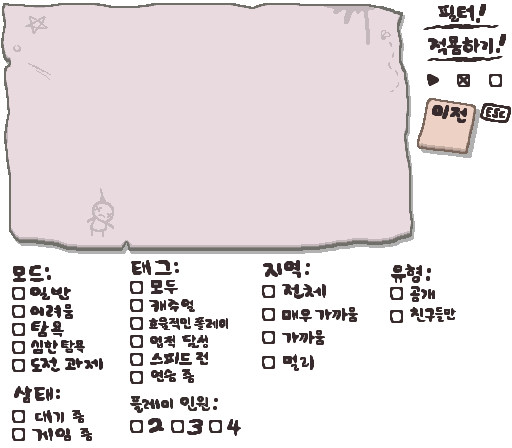 필터!
적용하기!
이전
ESC
모드:
일반
어려움
탐욕
심한 탐욕
도전 과제
상태:
대기 중
게임 중
태그:
모두
캐주얼
효율적인 플레이
업적 달성
스피드 런
연승 중
플레이 인원:
2 3 4
지역:
전체
매우 가까움
가까움
멀리
유형:
공개
친구들만